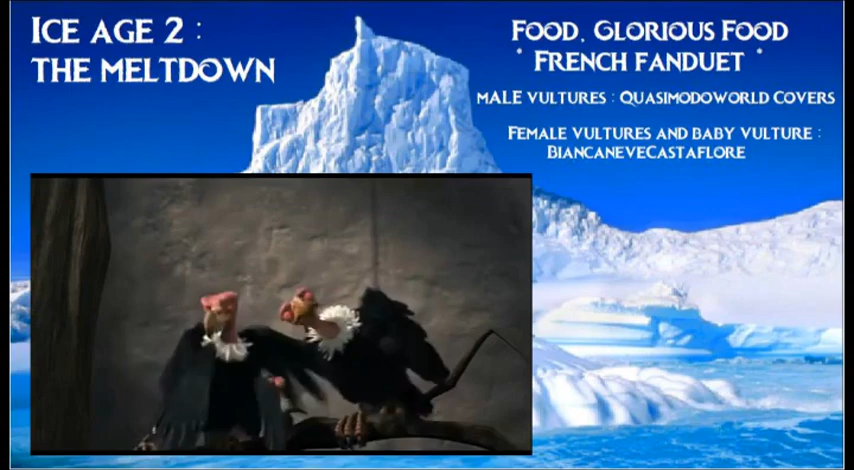 Ice age 2 :
the meltdown
Food, Glorious Food
* French fanduet *
male vultures : Quasimodoworld Covers
Female vultures and baby vulture :
BiancaneveCastaflore